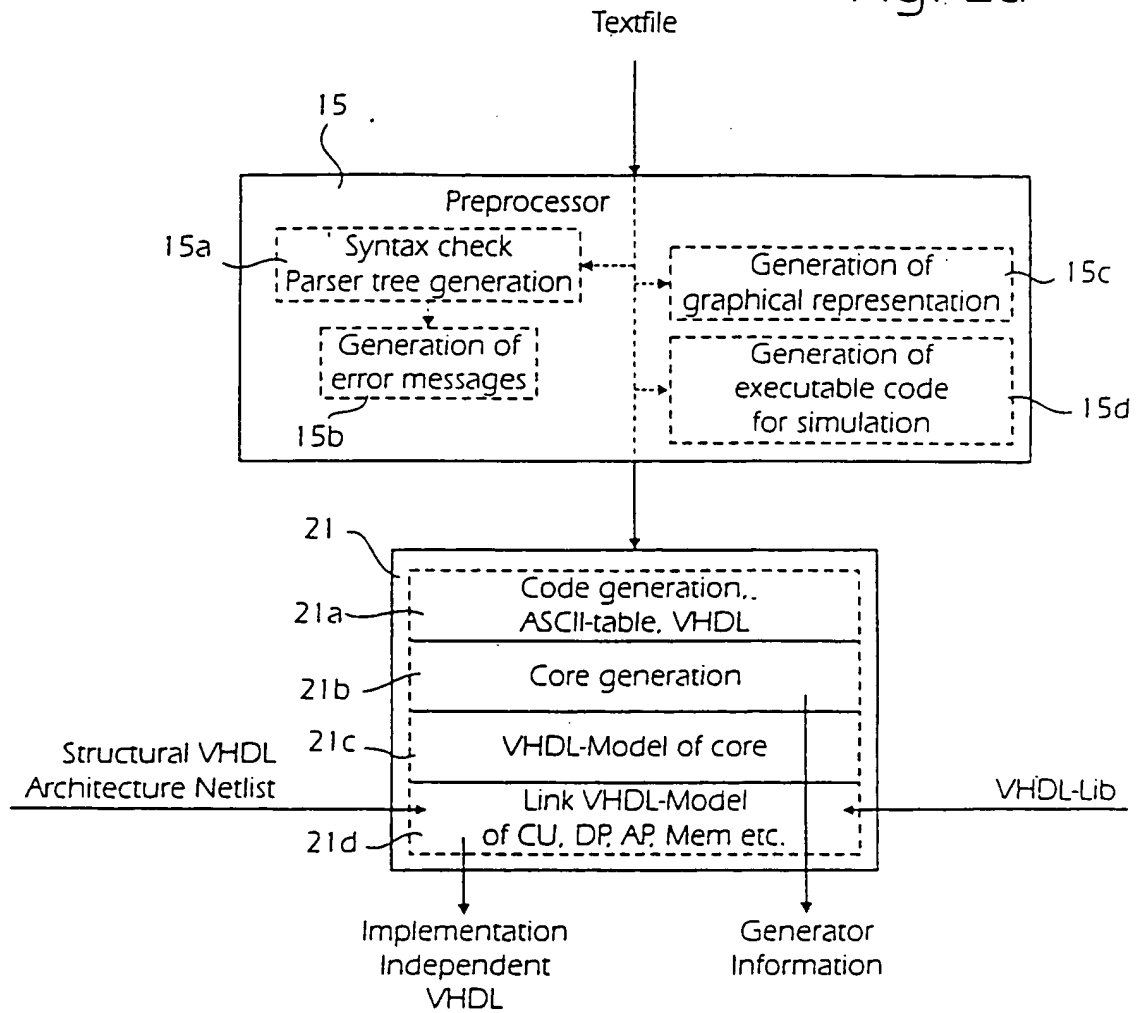 Textfile
15
Preprocessor
15a
Syntax check
Parser tree generation
Generation of
error messages
15b
Generation of
graphical representation
15c
Generation of
executable code
for simulation
15d
21
21a
Code generation,
ASCII-table, VHDL
21b
Core generation
21c
VHDL-Model of core
Structural VHDL
Architecture Netlist
21d
Link VHDL-Model
of CU, DP, AP, Mem etc.
VHDL-Lib
Implementation
Independent
VHDL
Generator
Information